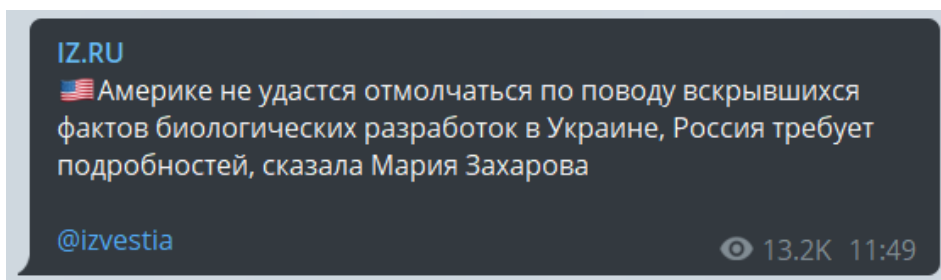 IZ.RU
🇺🇸Америке не удастся отмолчаться по поводу вскрывшихся
фактов биологических разработок в Украине, Россия требует
подробностей, сказала Мария Захарова
@izvestia
13.2K 11:49